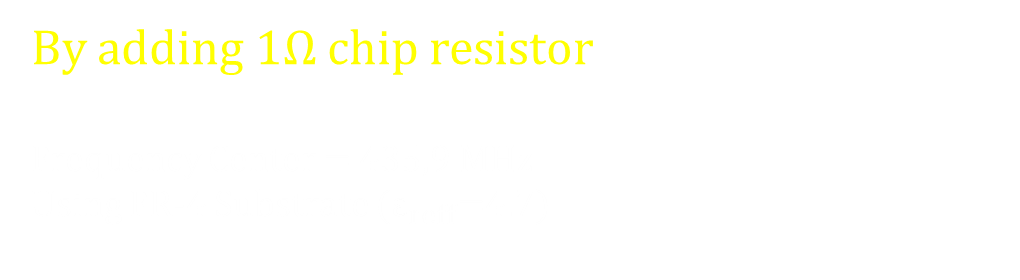 By adding 1Ω chip resistor